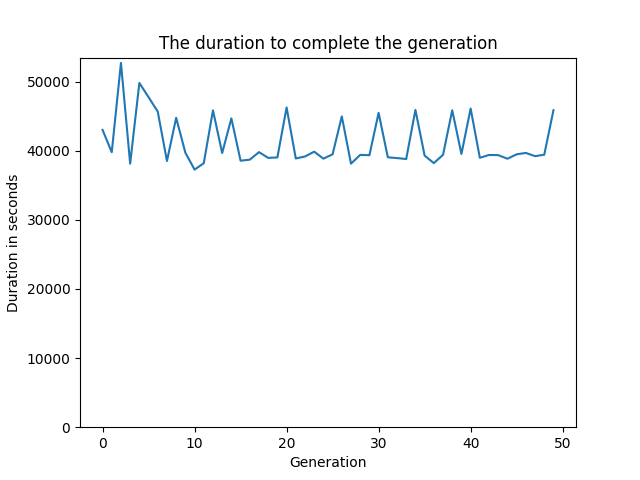 The duration to complete the generation
50000
40000
30000
20000
10000
0
Duration in seconds
0 10 20 30 40 50
Generation